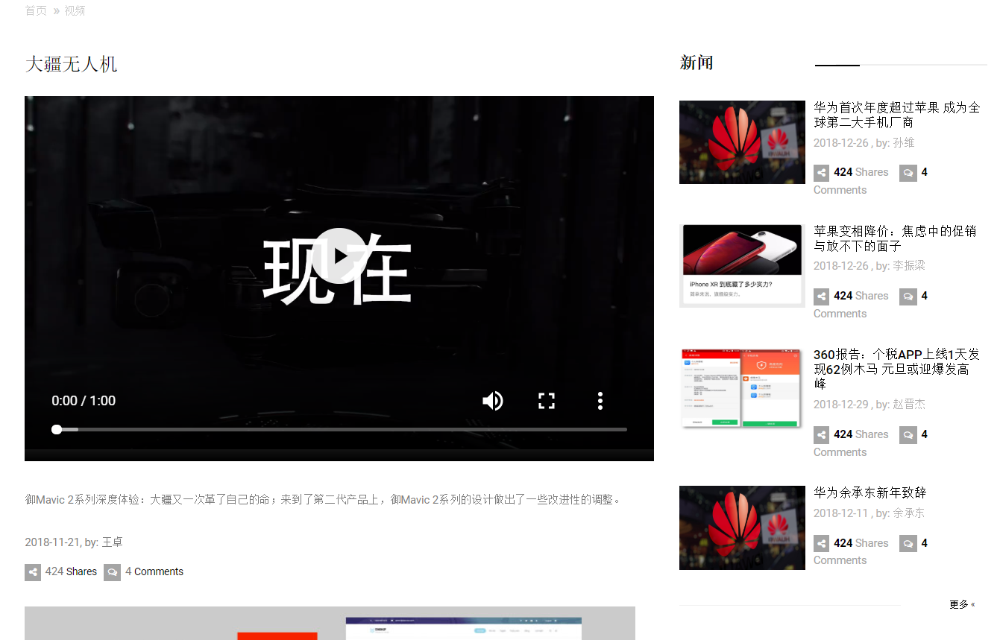 首页 » 视频
大疆无人机
现在
0:00 / 1:00
御Mavic 2系列深度体验：大疆又一次革了自己的命；来到了第二代产品上，御Mavic 2系列的设计做出了一些改进性的调整。
2018-11-21, by: 王卓
424 Shares 4 Comments
新闻
华为首次年度超过苹果 成为全
球第二大手机厂商
2018-12-26 , by: 孙维
424 Shares 4
Comments
iPhone XR 到底藏了多少实力?
简单来说，旗舰级实力。
苹果变相降价：焦虑中的促销
与放不下的面子
2018-12-26 , by: 李振梁
424 Shares 4
Comments
360报告：个税APP上线1天发
现62例木马 元旦或迎爆发高
峰
2018-12-29 , by: 赵晋杰
424 Shares 4
Comments
HUAWEI
华为余承东新年致辞
2018-12-11 , by: 余承东
424 Shares 4
Comments
更多 «